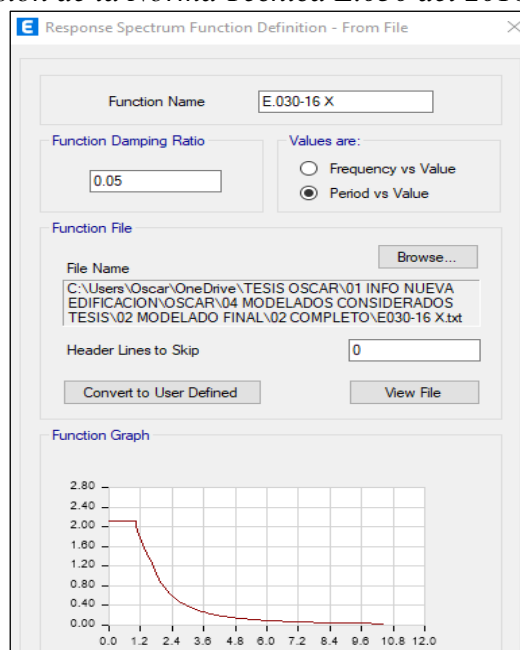 Response Spectrum Function Definition - From File
Function Name
E.030-16 X
Function Damping Ratio
Values are:
0.05
Frequency vs Value
Period vs Value
Function File
Browse...
File Name
C:\Users\Oscar\OneDrive\TESIS OSCAR\01 INFO NUEVA
EDIFICACION\OSCAR\04 MODELADOS CONSIDERADOS
TESIS\02 MODELADO FINAL\02 COMPLETO\E030-16 X.txt
Header Lines to Skip
0
Convert to User Defined
View File
Function Graph
2.80
2.40
2.00
1.60
1.20
0.80
0.40
0.00
0.0 1.2 2.4 3.6 4.8 6.0 7.2 8.4 9.6 10.8 12.0